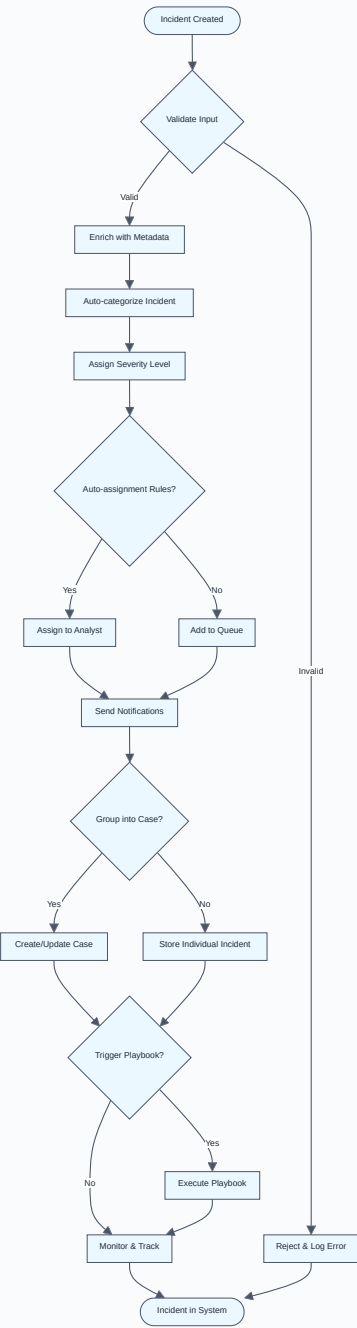 Incident Created
Validate Input
Valid
Enrich with Metadata
Auto-categorize Incident
Assign Severity Level
Auto-assignment Rules?
Yes
No
Assign to Analyst
Add to Queue
Invalid
Send Notifications
Group into Case?
Yes
No
Create/Update Case
Store Individual Incident
Trigger Playbook?
Yes
No
Execute Playbook
Monitor & Track
Reject & Log Error
Incident in System